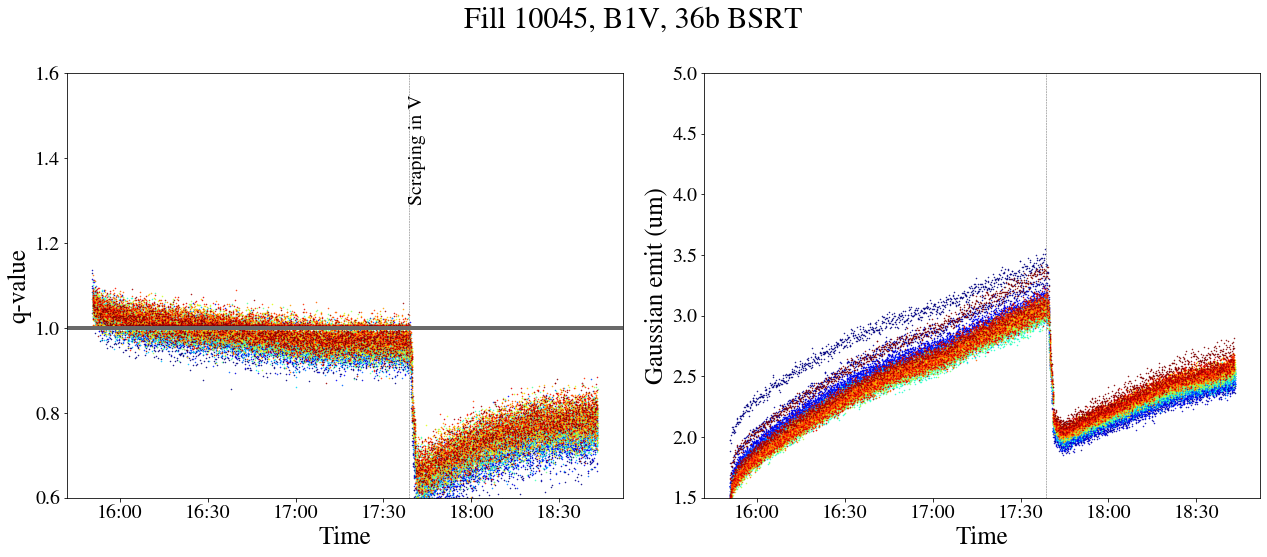 Fill 10045, B1V, 36b BSRT
q-value
1.6
1.4
1.2
1.0
0.8
0.6
Scraping in V
16:00 16:30 17:00 17:30 18:00 18:30
Time
Gaussian emit (um)
5.0
4.5
4.0
3.5
3.0
2.5
2.0
1.5
16:00 16:30 17:00 17:30 18:00 18:30
Time